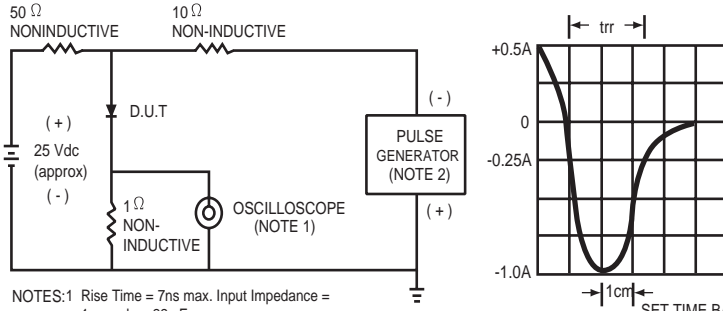 50 Ω
NONINDUCTIVE
10 Ω
NON-INDUCTIVE
( + )
25 Vdc
(approx)
( - )
D.U.T
1 Ω
NON-
INDUCTIVE
OSCILLOSCOPE
(NOTE 1)
( - )
PULSE
GENERATOR
(NOTE 2)
( + )
NOTES:1 Rise Time = 7ns max. Input Impedance =
trr
+0.5A
0
-0.25A
-1.0A
1cm
SET TIME B